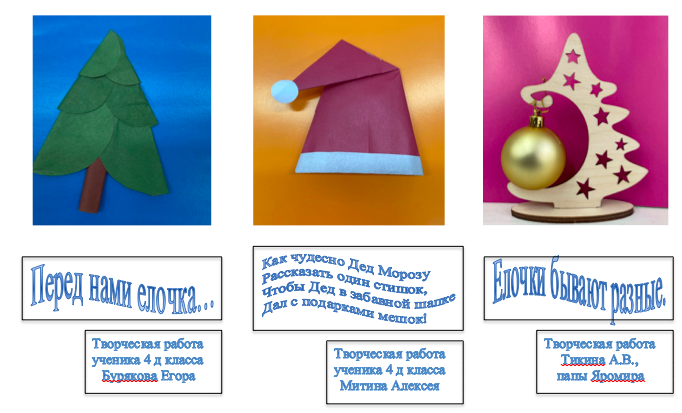 Перед нами елочка...
Творческая работа
ученика 4 д класса
Бурякова Егора
Как чудесно Дед Морозу
Рассказать один стишок,
Чтобы Дед в забавной шапке
Дал с подарками мешок!
Творческая работа
ученика 4 д класса
Митина Алексея
Елочки бывают разные.
Творческая работа
Тикина А.В.,
папы Яромира